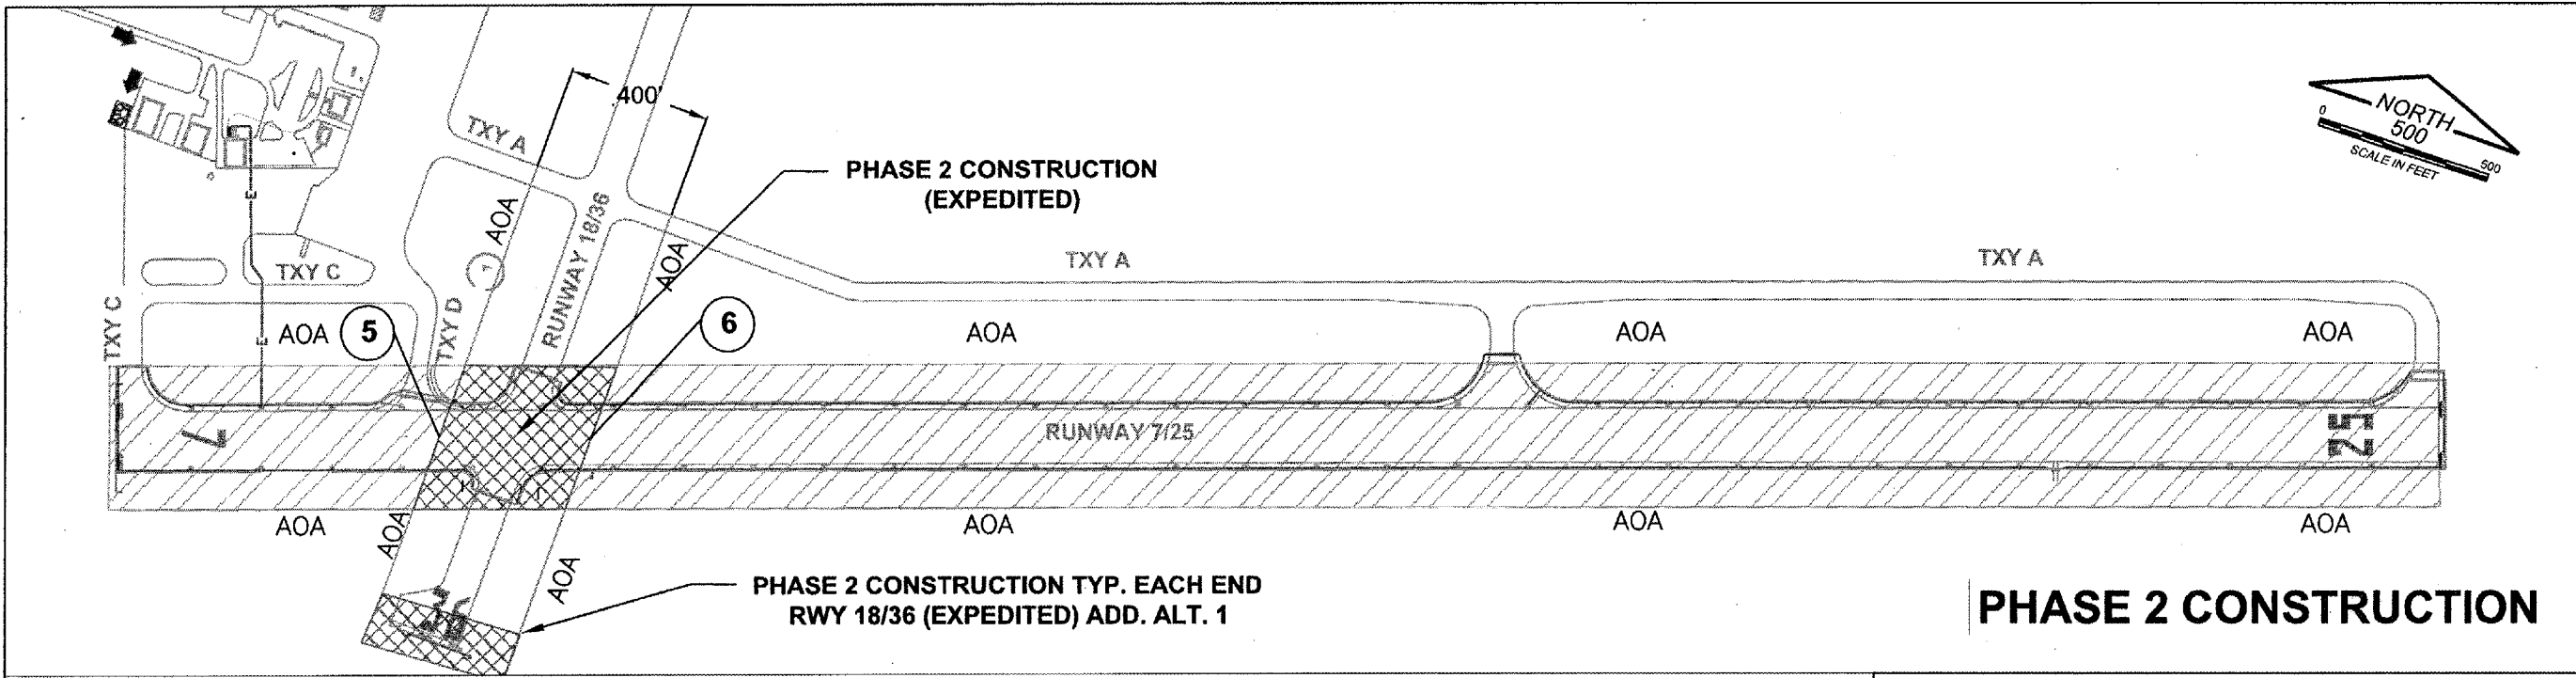 400'
NORTH
0
500
500
SCALE IN FEET
TXY A
PHASE 2 CONSTRUCTION
(EXPEDITED)
AOA
RUNWAY 18/36
AOA
TXY C
TXY A
TXY A
TXY C
AOA
5
TXY D
6
AOA
AOA
AOA
E
E
7
RUNWAY 7/25
25
AOA
AOA
AOA
AOA
AOA
AOA
PHASE 2 CONSTRUCTION TYP. EACH END
RWY 18/36 (EXPEDITED) ADD. ALT. 1
36
PHASE 2 CONSTRUCTION